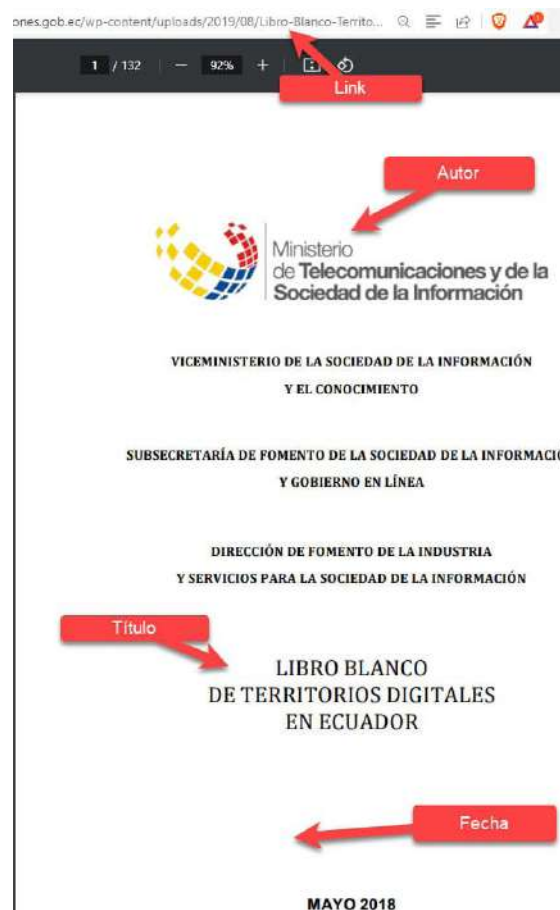 ones.gob.ec/wp-content/uploads/2019/08/Libro-Blanco-Territo...
1 / 132 — 92% +
Link
Autor
Ministerio
de Telecomunicaciones y de la
Sociedad de la Información
VICEMINISTERIO DE LA SOCIEDAD DE LA INFORMACIÓN
Y EL CONOCIMIENTO
SUBSECRETARÍA DE FOMENTO DE LA SOCIEDAD DE LA INFORMACIÓ
Y GOBIERNO EN LÍNEA
DIRECCIÓN DE FOMENTO DE LA INDUSTRIA
Y SERVICIOS PARA LA SOCIEDAD DE LA INFORMACIÓN
Título
LIBRO BLANCO
DE TERRITORIOS DIGITALES
EN ECUADOR
Fecha
MAYO 2018